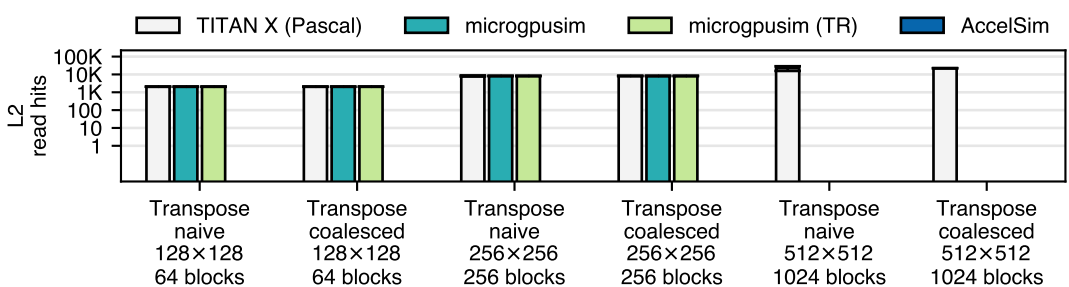 TITAN X (Pascal) microgpusim microgpusim (TR) AccelSim
L2
read hits
100K
10K
1K
100
10
1
Transpose
naive
128×128
64 blocks
Transpose
coalesced
128×128
64 blocks
Transpose
naive
256×256
256 blocks
Transpose
coalesced
256×256
256 blocks
Transpose
naive
512×512
1024 blocks
Transpose
coalesced
512×512
1024 blocks